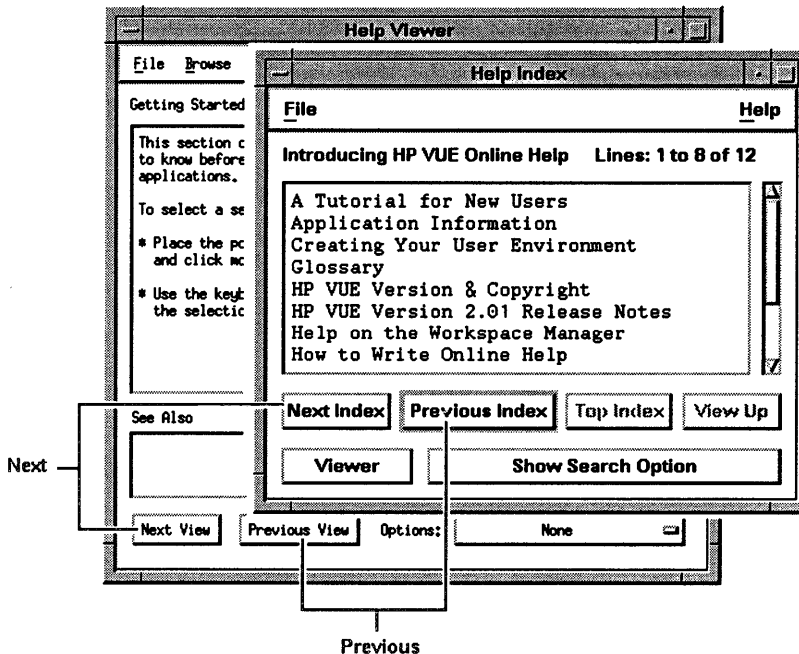 Help Viewer
File Browse
Getting Started
This section
to know before
applications.
To select a se
* Place the po
and click mo
* Use the keyb
the selectio
See Also
Next View Previous View Options: None
Help Index
File Help
Introducing HP VUE Online Help Lines: 1 to 8 of 12
A Tutorial for New Users
Application Information
Creating Your User Environment
Glossary
HP VUE Version & Copyright
HP VUE Version 2.01 Release Notes
Help on the Workspace Manager
How to Write Online Help
Next Index Previous Index Top Index View Up
Viewer Show Search Option
Next
Previous